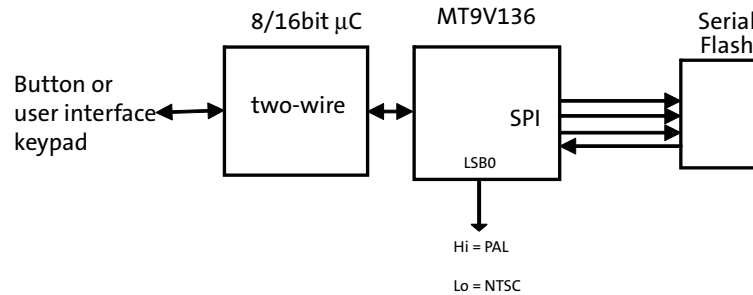 8/16bit µC
MT9V136
Serial
Flash
Button or
user interface
keypad
two-wire
SPI
LSB0
Hi = PAL
Lo = NTSC